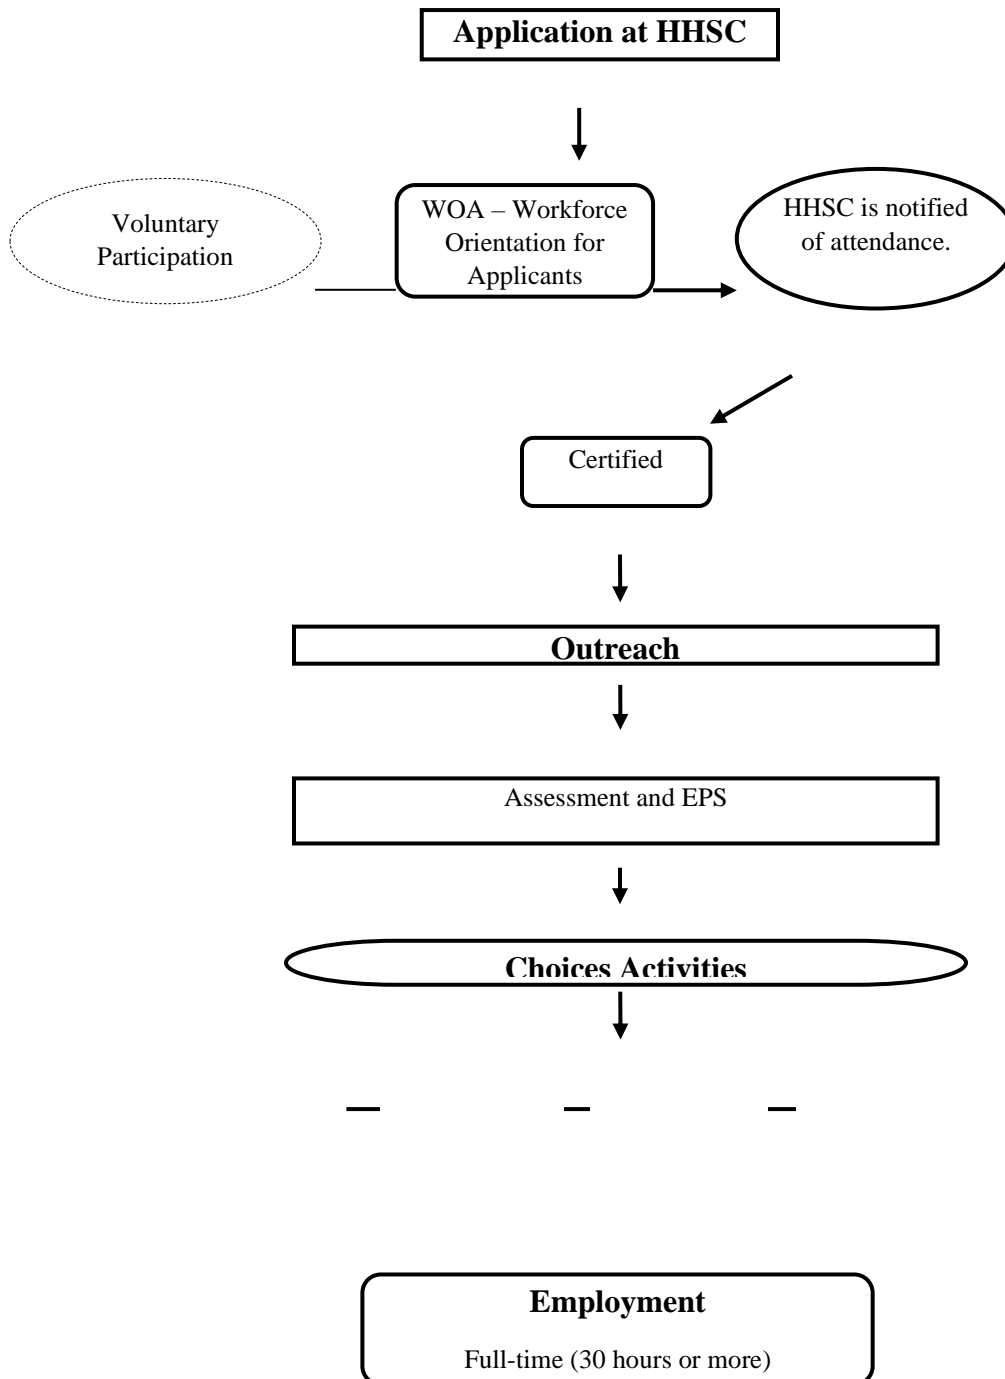 Application at HHSC
Voluntary
Participation
WOA – Workforce
Orientation for
Applicants
HHSC is notified
of attendance.
Certified
Outreach
Assessment and EPS
Choices Activities
Employment
Full-time (30 hours or more)